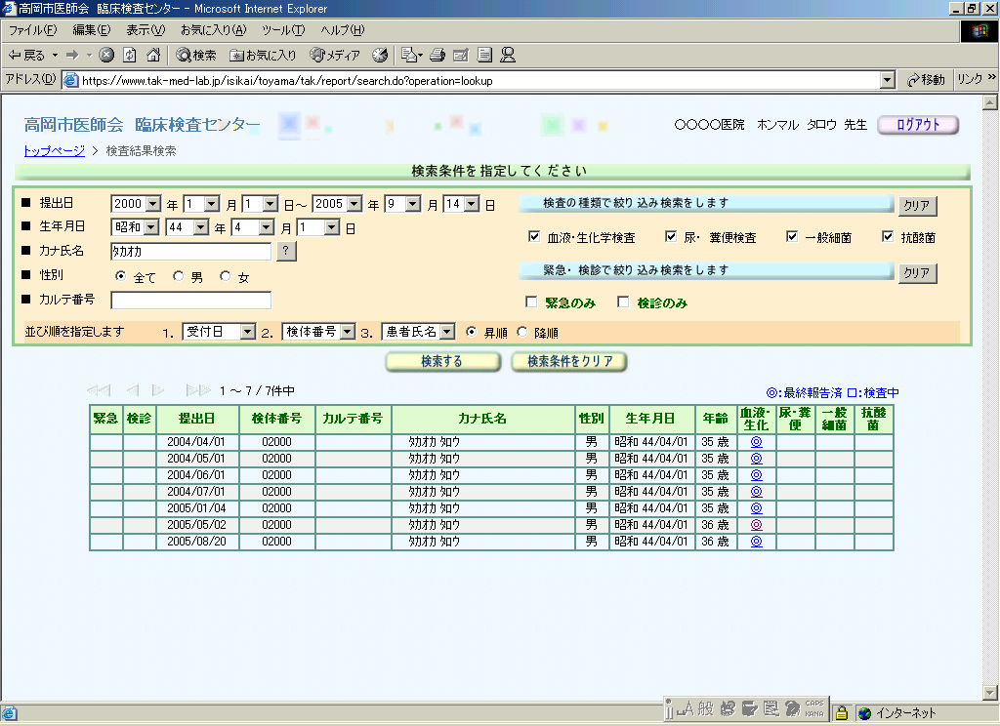 高岡市医師会 臨床検査センター - Microsoft Internet Explorer
ファイル(F) 編集(E) 表示(V) お気に入り(A) ツール(T) ヘルプ(H)
戻る 検索 お気に入り メディア
アドレス(D) https://www.tak-med-lab.jp/isikai/toyama/tak/report/search.do?operation=lookup 移動 リンク »
高岡市医師会 臨床検査センター 〇〇〇〇医院 ホンマル タロウ 先生 ログアウト
トップページ > 検査結果検索
検索条件を指定してください
■ 提出日 2000 年 1 月 1 日～ 2005 年 9 月 14 日 検査の種類で絞り込み検索をします クリア
■ 生年月日 昭和 44 年 4 月 1 日
血液・生化学検査 尿・糞便検査 一般細菌 抗酸菌
■ カナ氏名 ﾀｶｵｶ ?
緊急・検診で絞り込み検索をします クリア
■ 性別 全て 男 女
■ カルテ番号 緊急のみ 検診のみ
並び順を指定します 1. 受付日 2. 検体番号 3. 患者氏名 昇順 降順
検索する 検索条件をクリア
1 ～ 7 / 7件中 ◎:最終報告済 口:検査中
緊急 検診 提出日 検体番号 カルテ番号 カナ氏名 性別 生年月日 年齢 血液・生化 尿・糞便 一般細菌 抗酸菌
2004/04/01 02000 ﾀｶｵｶ ﾀﾛｳ 男 昭和 44/04/01 35 歳 ◎
2004/05/01 02000 ﾀｶｵｶ ﾀﾛｳ 男 昭和 44/04/01 35 歳 ◎
2004/06/01 02000 ﾀｶｵｶ ﾀﾛｳ 男 昭和 44/04/01 35 歳 ◎
2004/07/01 02000 ﾀｶｵｶ ﾀﾛｳ 男 昭和 44/04/01 35 歳 ◎
2005/01/04 02000 ﾀｶｵｶ ﾀﾛｳ 男 昭和 44/04/01 35 歳 ◎
2005/05/02 02000 ﾀｶｵｶ ﾀﾛｳ 男 昭和 44/04/01 36 歳 ◎
2005/08/20 02000 ﾀｶｵｶ ﾀﾛｳ 男 昭和 44/04/01 36 歳 ◎
A 般 CAPS KANA インターネット